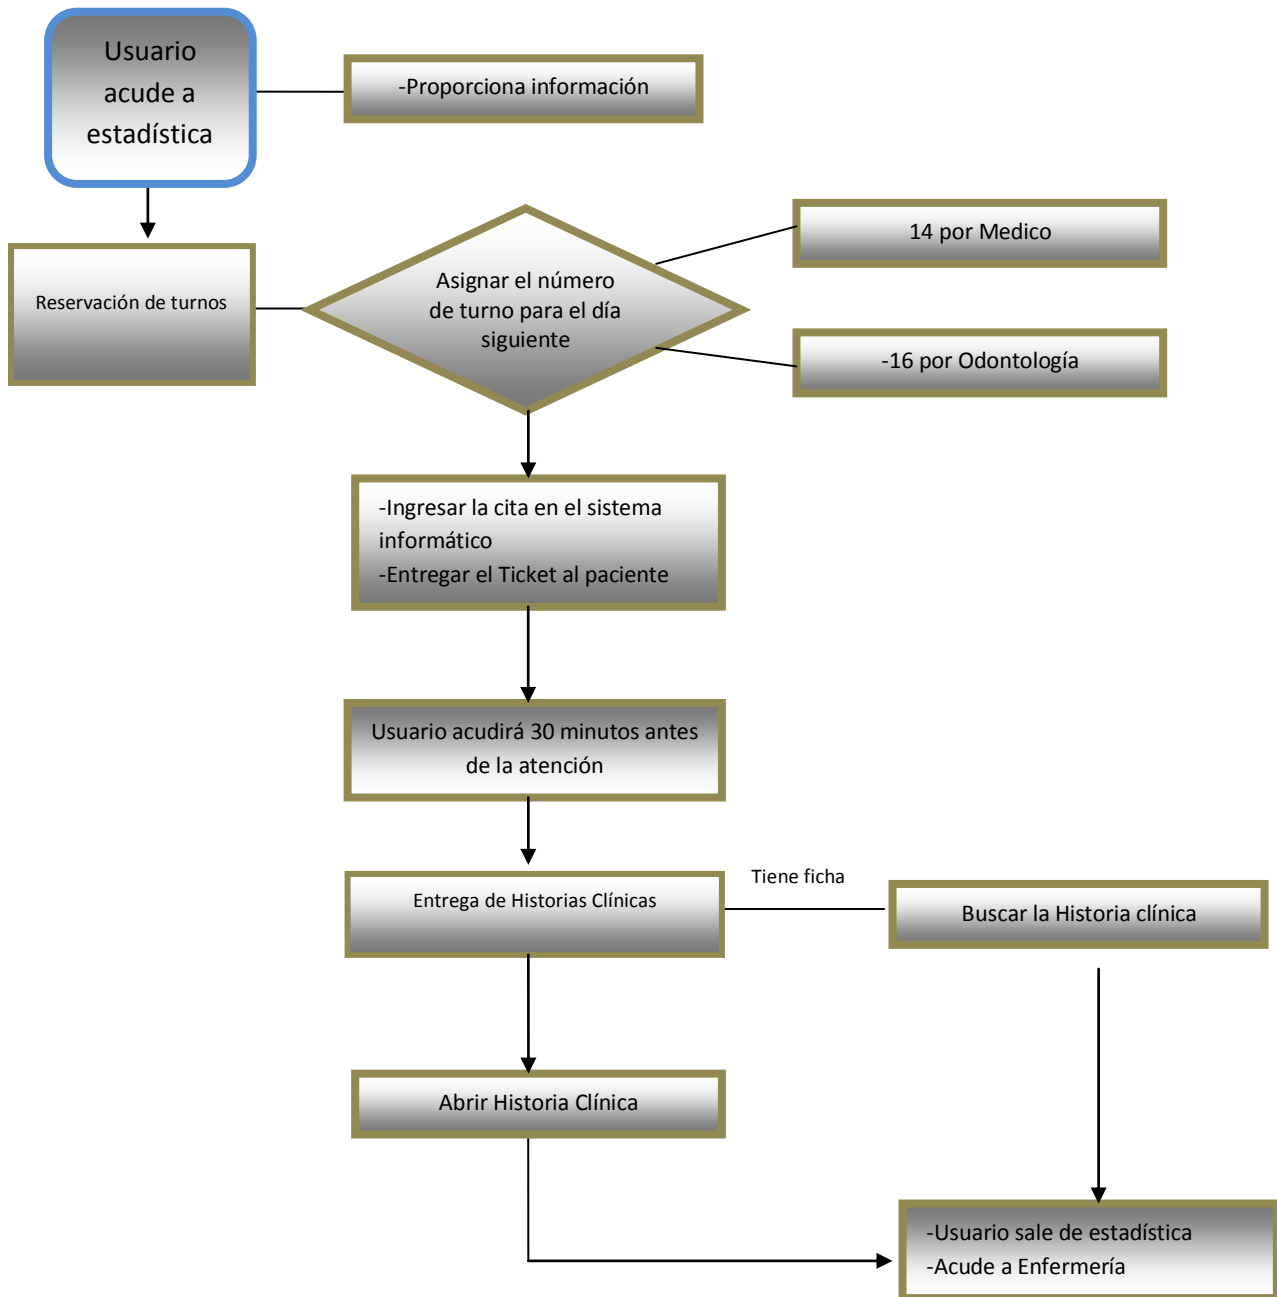 Usuario
acude a
estadística
-Proporciona información
Reservación de turnos
Asignar el número
de turno para el día
siguiente
14 por Medico
-16 por Odontología
-Ingresar la cita en el sistema
informático
-Entregar el Ticket al paciente
Usuario acudirá 30 minutos antes
de la atención
Entrega de Historias Clínicas
Tiene ficha
Buscar la Historia clínica
Abrir Historia Clínica
-Usuario sale de estadística
-Acude a Enfermería